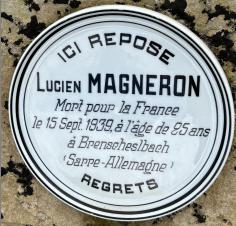 ICI REPOSE
LUCIEN MAGNERON
Mort pour la France
le 15 Sept. 1939, à l'âge de 25 ans
à Brenscheslbach
(Sarre-Allemagne)
REGRETS